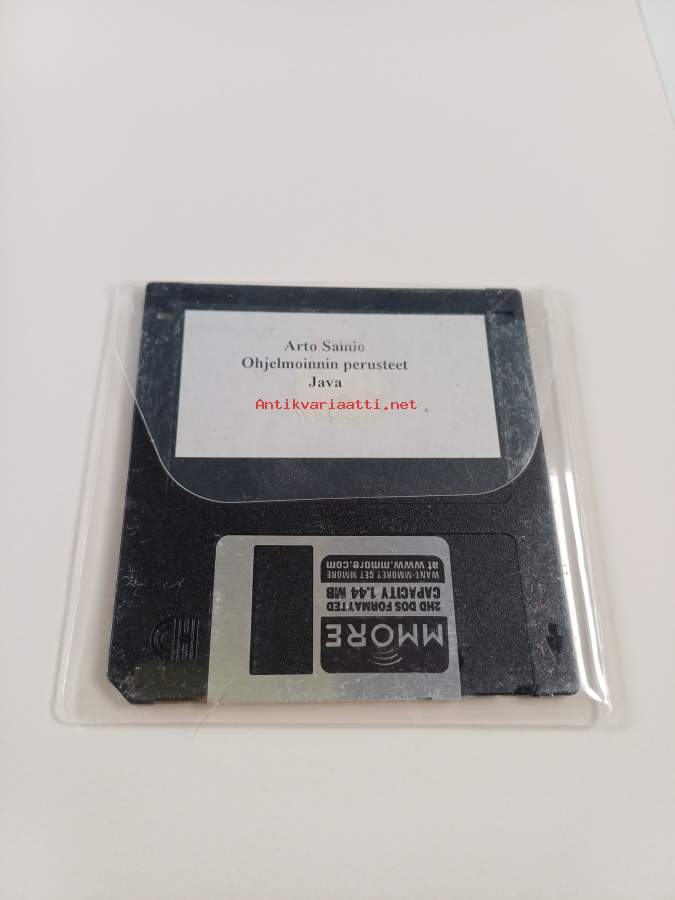 Arto Sainio
Ohjelmoinnin perusteet
Java
Antikvariaatti.net
WANT MMORE? GET MMORE
at www.mmore.com
2HD DOS FORMATTED
CAPACITY 1.44 MB
MMORE
HD